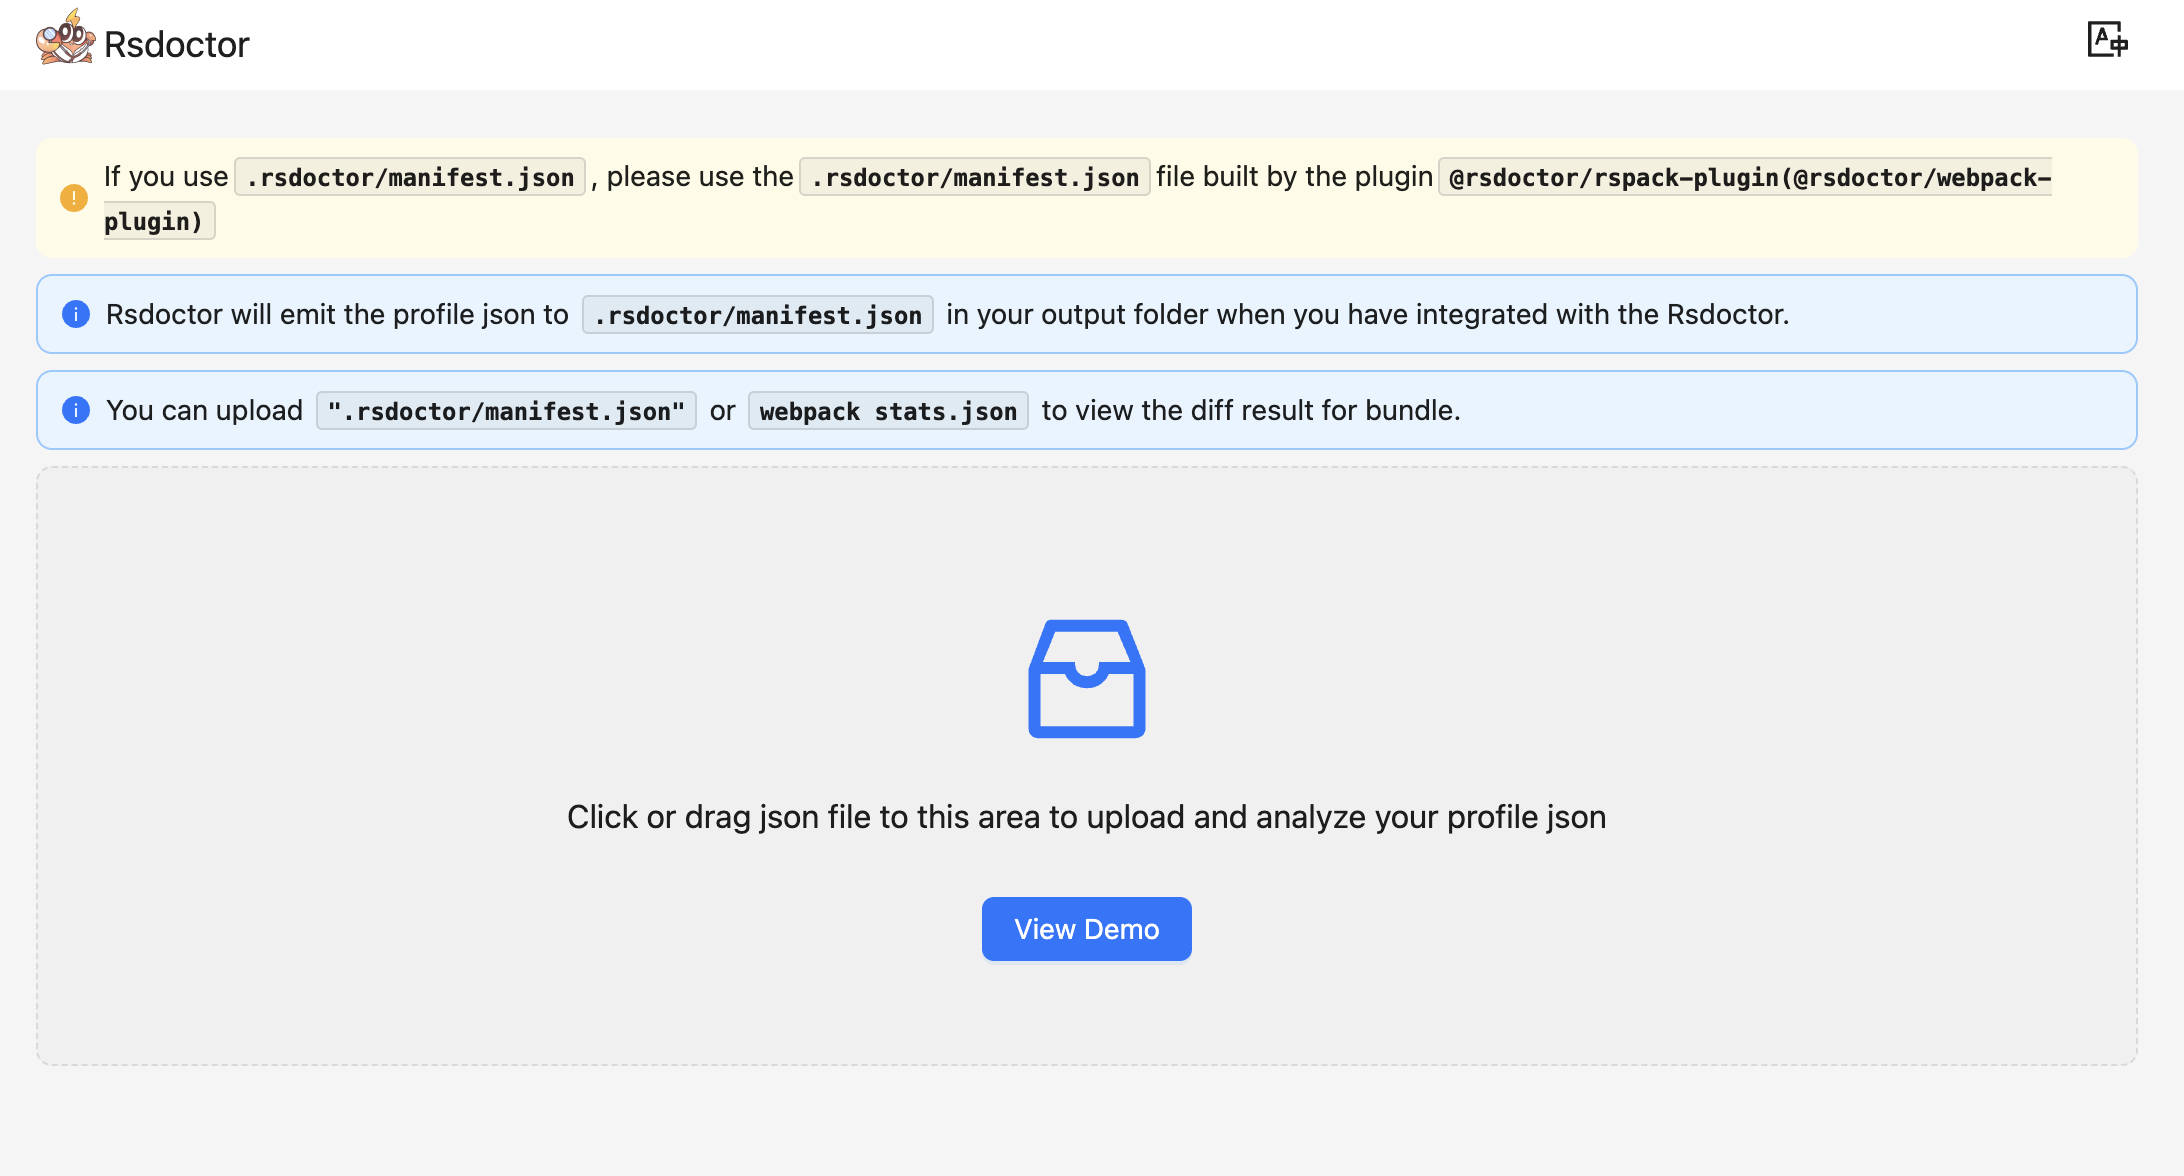 Rsdoctor
If you use .rsdoctor/manifest.json , please use the .rsdoctor/manifest.json file built by the plugin @rsdoctor/rspack-plugin(@rsdoctor/webpack-
plugin)
Rsdoctor will emit the profile json to .rsdoctor/manifest.json in your output folder when you have integrated with the Rsdoctor.
You can upload ".rsdoctor/manifest.json" or webpack stats.json to view the diff result for bundle.
Click or drag json file to this area to upload and analyze your profile json
View Demo